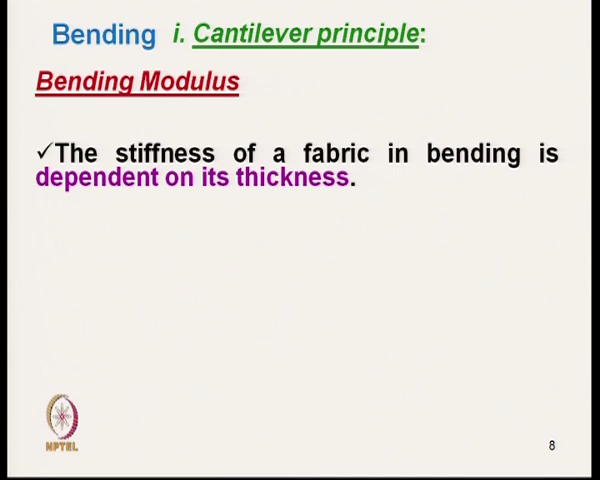 Bending i. Cantilever principle:
Bending Modulus
✓The stiffness of a fabric in bending is
dependent on its thickness.
NPTEL
8